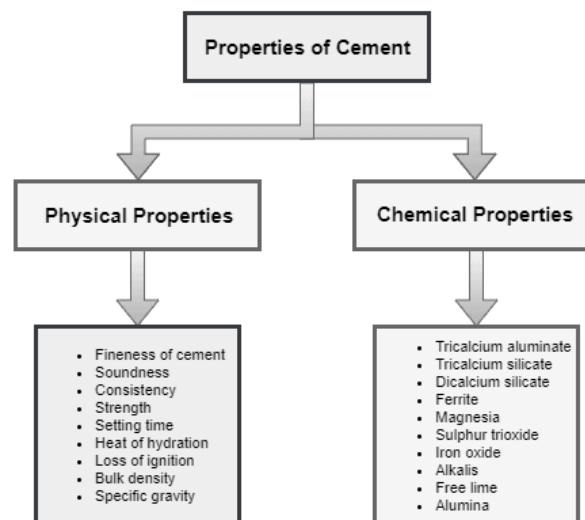 Properties of Cement
Physical Properties
Chemical Properties
• Fineness of cement
• Soundness
• Consistency
• Strength
• Setting time
• Heat of hydration
• Loss of ignition
• Bulk density
• Specific gravity
• Tricalcium aluminate
• Tricalcium silicate
• Dicalcium silicate
• Ferrite
• Magnesia
• Sulphur trioxide
• Iron oxide
• Alkalis
• Free lime
• Alumina